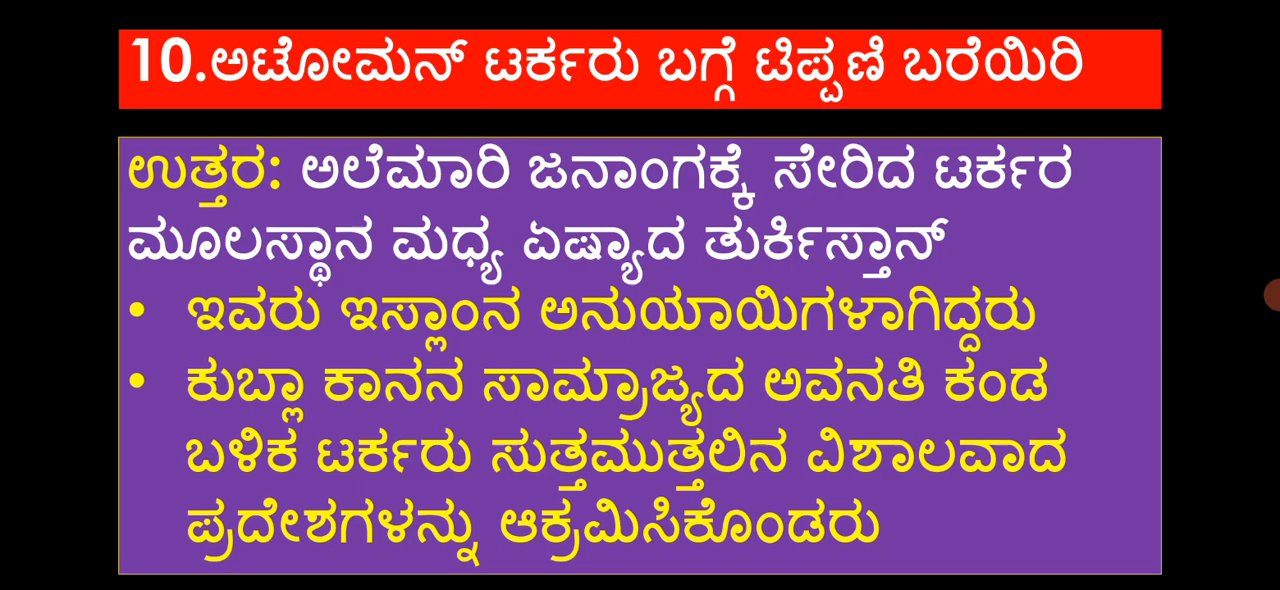 10.ಅಟೋಮನ್ ಟರ್ಕರು ಬಗ್ಗೆ ಟಿಪ್ಪಣಿ ಬರೆಯಿರಿ
ಉತ್ತರ: ಅಲೆಮಾರಿ ಜನಾಂಗಕ್ಕೆ ಸೇರಿದ ಟರ್ಕರ
ಮೂಲಸ್ಥಾನ ಮಧ್ಯ ಏಷ್ಯಾದ ತುರ್ಕಿಸ್ತಾನ್
• ಇವರು ಇಸ್ಲಾಂನ ಅನುಯಾಯಿಗಳಾಗಿದ್ದರು
• ಕುಬ್ಲಾ ಕಾನನ ಸಾಮ್ರಾಜ್ಯದ ಅವನತಿ ಕಂಡ
ಬಳಿಕ ಟರ್ಕರು ಸುತ್ತಮುತ್ತಲಿನ ವಿಶಾಲವಾದ
ಪ್ರದೇಶಗಳನ್ನು ಆಕ್ರಮಿಸಿಕೊಂಡರು